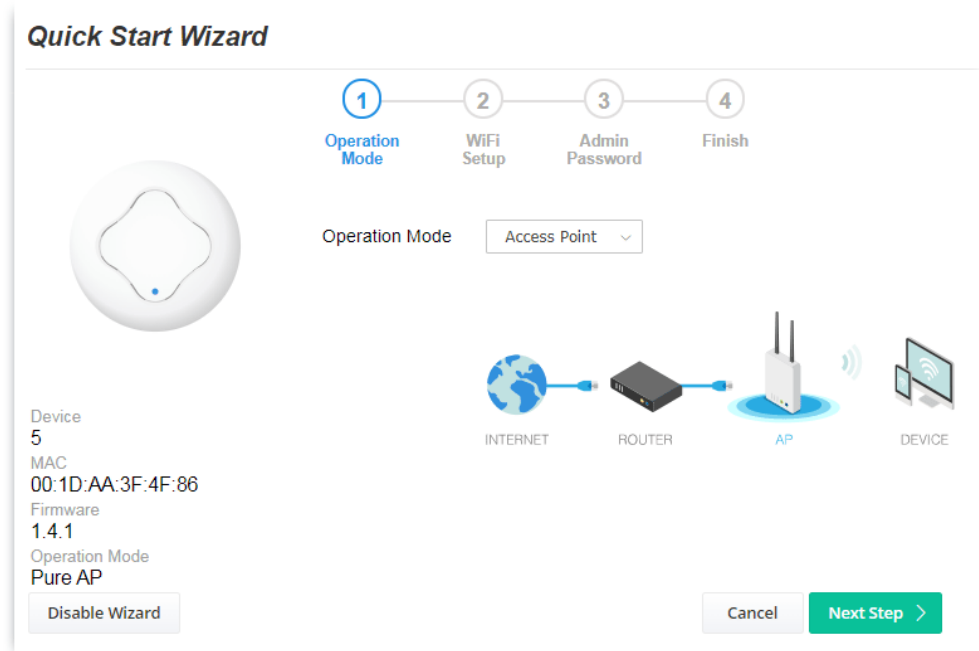 Quick Start Wizard
1
2
3
4
Operation
Mode
WiFi
Setup
Admin
Password
Finish
Operation Mode
Access Point
INTERNET
ROUTER
AP
DEVICE
Device
5
MAC
00:1D:AA:3F:4F:86
Firmware
1.4.1
Operation Mode
Pure AP
Disable Wizard
Cancel
Next Step